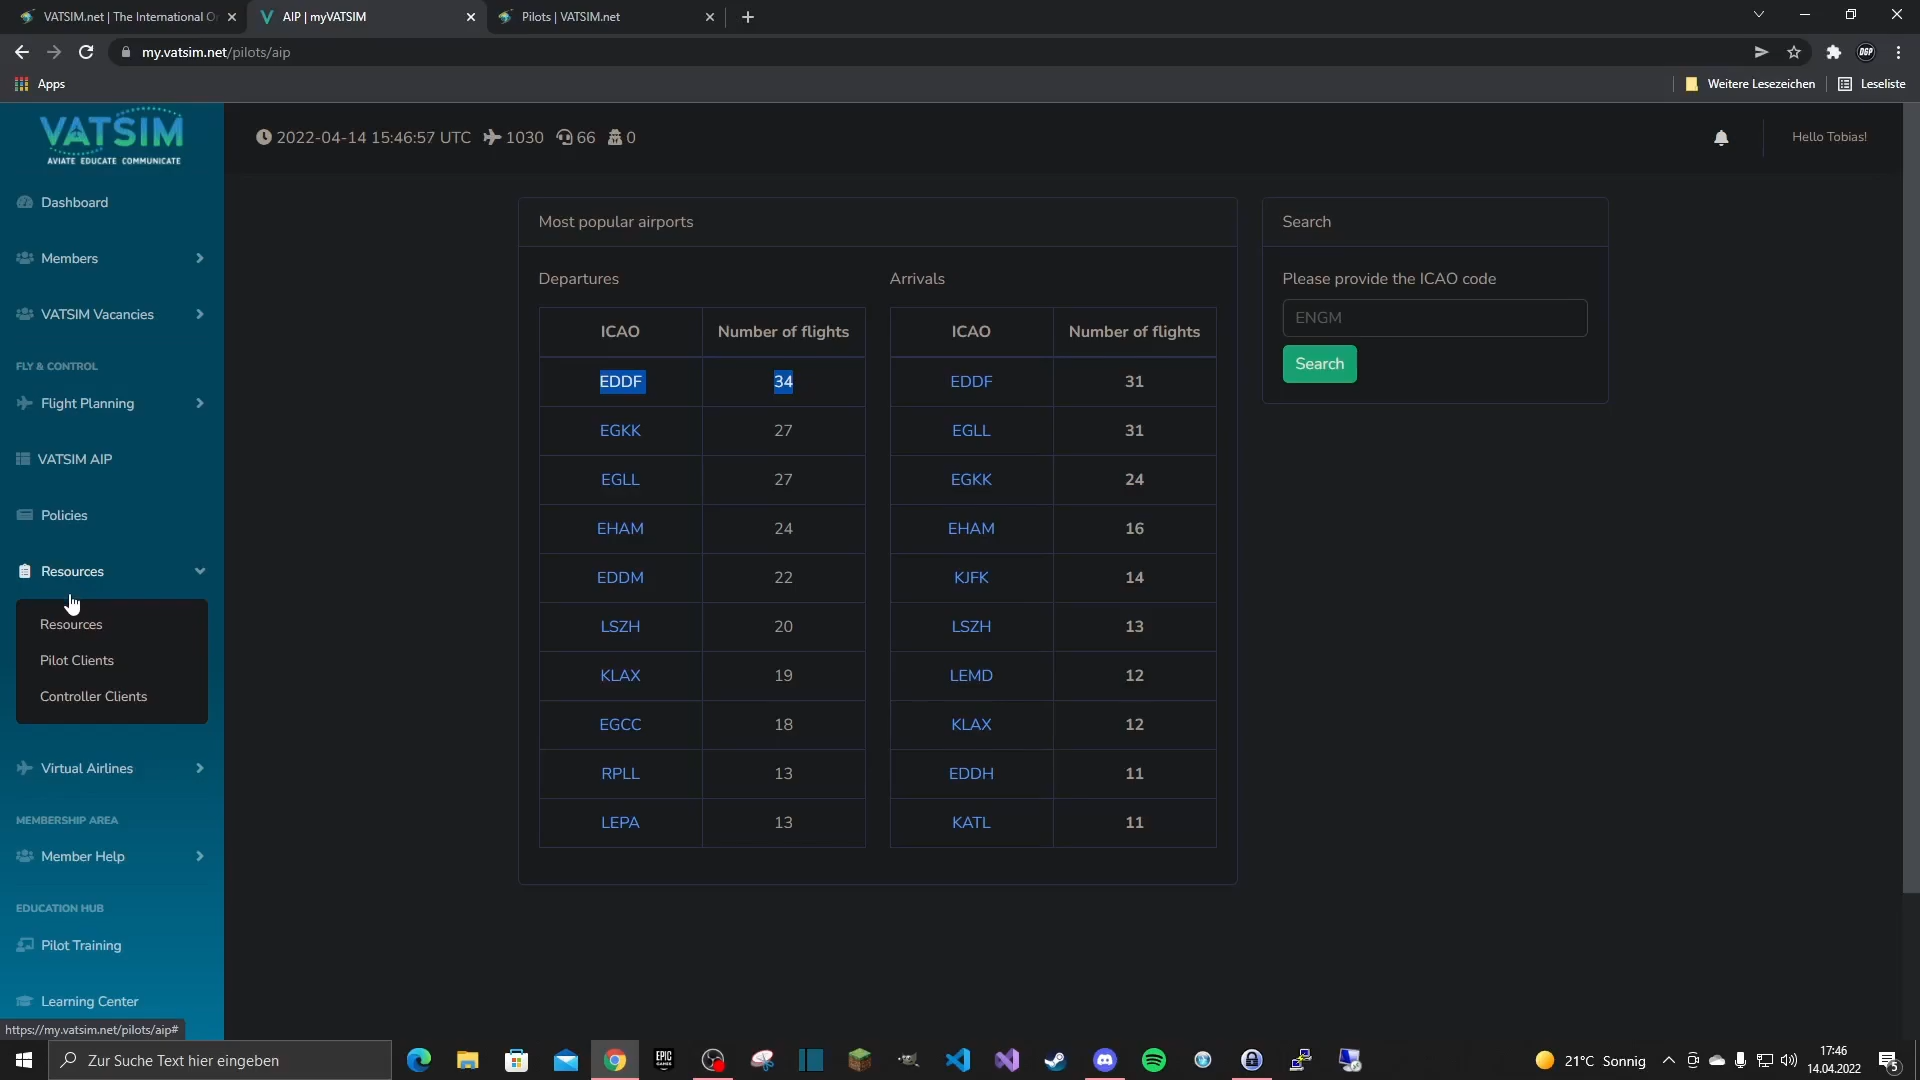 VATSIM.net | The International O
AIP | myVATSIM
Pilots | VATSIM.net
my.vatsim.net/pilots/aip
Apps
Weitere Lesezeichen
Leseliste
VATSIM
AVIATE EDUCATE COMMUNICATE
2022-04-14 15:46:57 UTC 1030 66 0
Hello Tobias!
Dashboard
Members
VATSIM Vacancies
FLY & CONTROL
Flight Planning
VATSIM AIP
Policies
Resources
Resources
Pilot Clients
Controller Clients
Virtual Airlines
MEMBERSHIP AREA
Member Help
EDUCATION HUB
Pilot Training
Learning Center
https://my.vatsim.net/pilots/aip#
Most popular airports
Departures
ICAO Number of flights
EDDF 34
EGKK 27
EGLL 27
EHAM 24
EDDM 22
LSZH 20
KLAX 19
EGCC 18
RPLL 13
LEPA 13
Arrivals
ICAO Number of flights
EDDF 31
EGLL 31
EGKK 24
EHAM 16
KJFK 14
LSZH 13
LEMD 12
KLAX 12
EDDH 11
KATL 11
Search
Please provide the ICAO code
ENGM
Search
Zur Suche Text hier eingeben
EPIC
GAMES
21°C Sonnig
17:46
14.04.2022
5